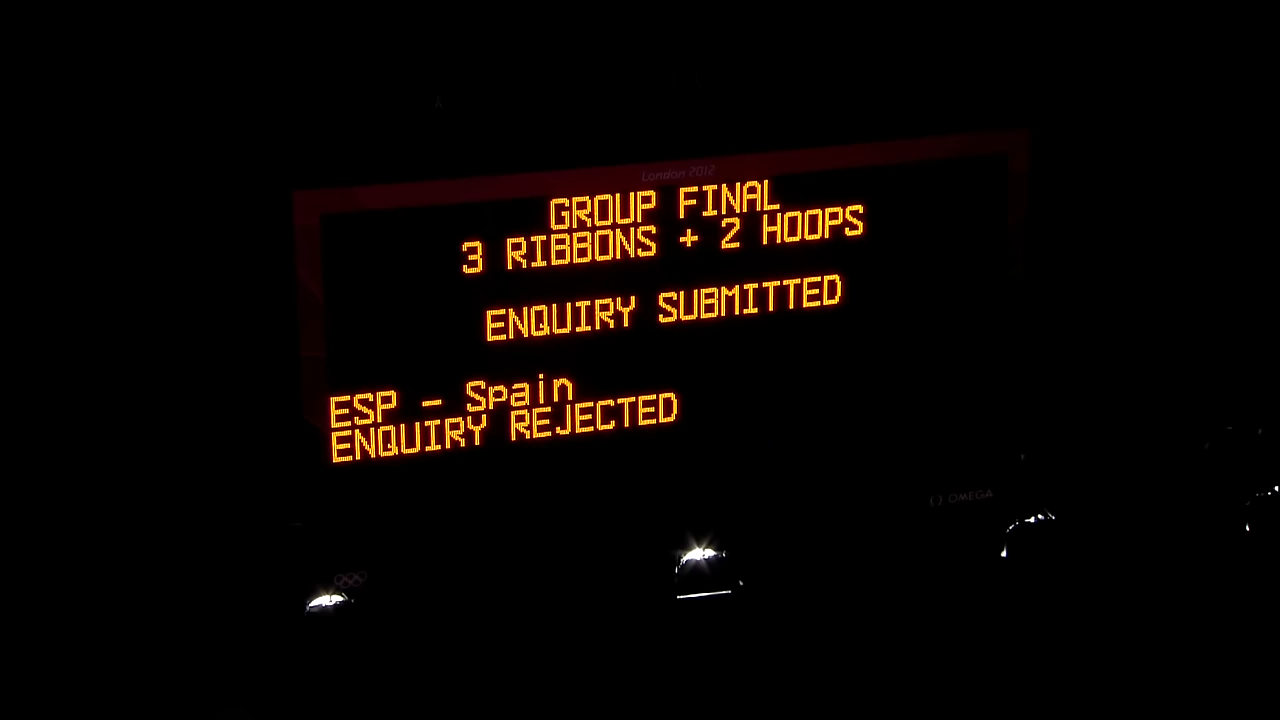 London 2012
GROUP FINAL
3 RIBBONS + 2 HOOPS
ENQUIRY SUBMITTED
ESP - Spain
ENQUIRY REJECTED
OMEGA